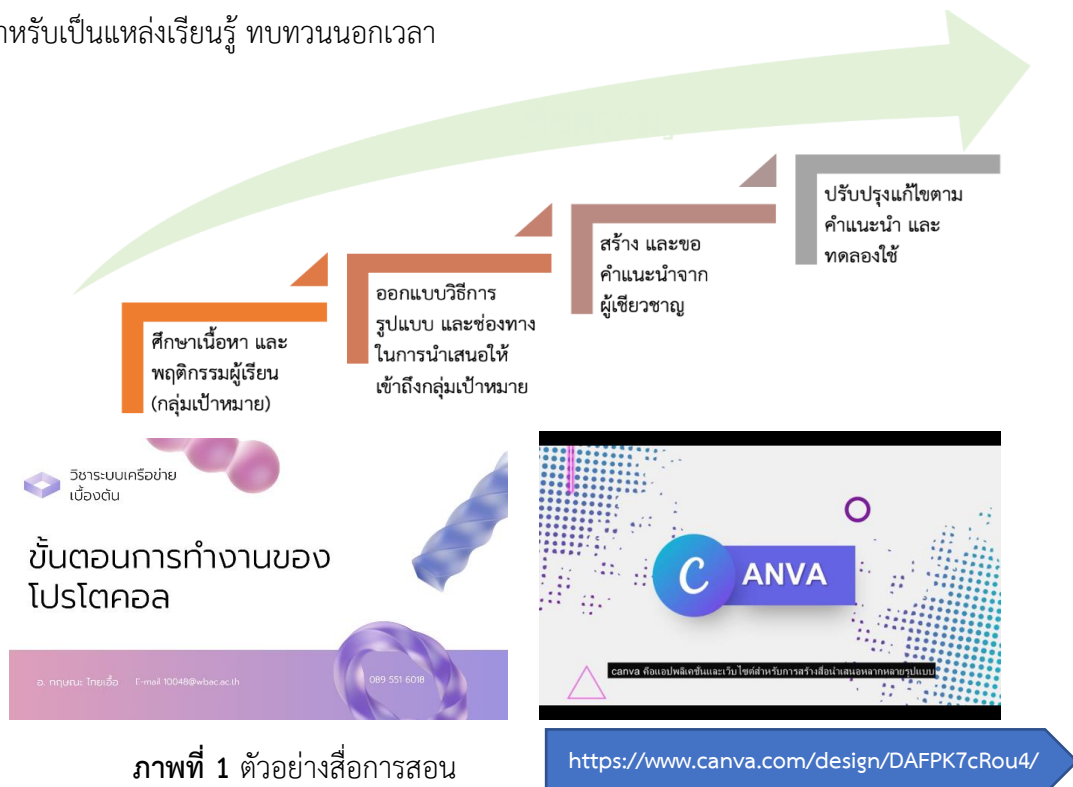 าหรับเป็นแหล่งเรียนรู้ ทบทวนนอกเวลา
ศึกษาเนื้อหา และ
พฤติกรรมผู้เรียน
(กลุ่มเป้าหมาย)
ออกแบบวิธีการ
รูปแบบ และช่องทาง
ในการนำเสนอให้
เข้าถึงกลุ่มเป้าหมาย
สร้าง และขอ
คำแนะนำจาก
ผู้เชียวชาญ
ปรับปรุงแก้ไขตาม
คำแนะนำ และ
ทดลองใช้
วิชาระบบเครือข่าย
เบื้องต้น
ขั้นตอนการทำงานของ
โปรโตคอล
อ. กฤษณะ ไทยเอื้อ E-mail 10048@wbac.ac.th
089 551 6018
C ANVA
canva คือแอปพลิเคชั่นและเว็บไซต์สำหรับการสร้างสื่อนำเสนอหลากหลายรูปแบบ
ภาพที่ 1 ตัวอย่างสื่อการสอน
https://www.canva.com/design/DAFPK7cRou4/